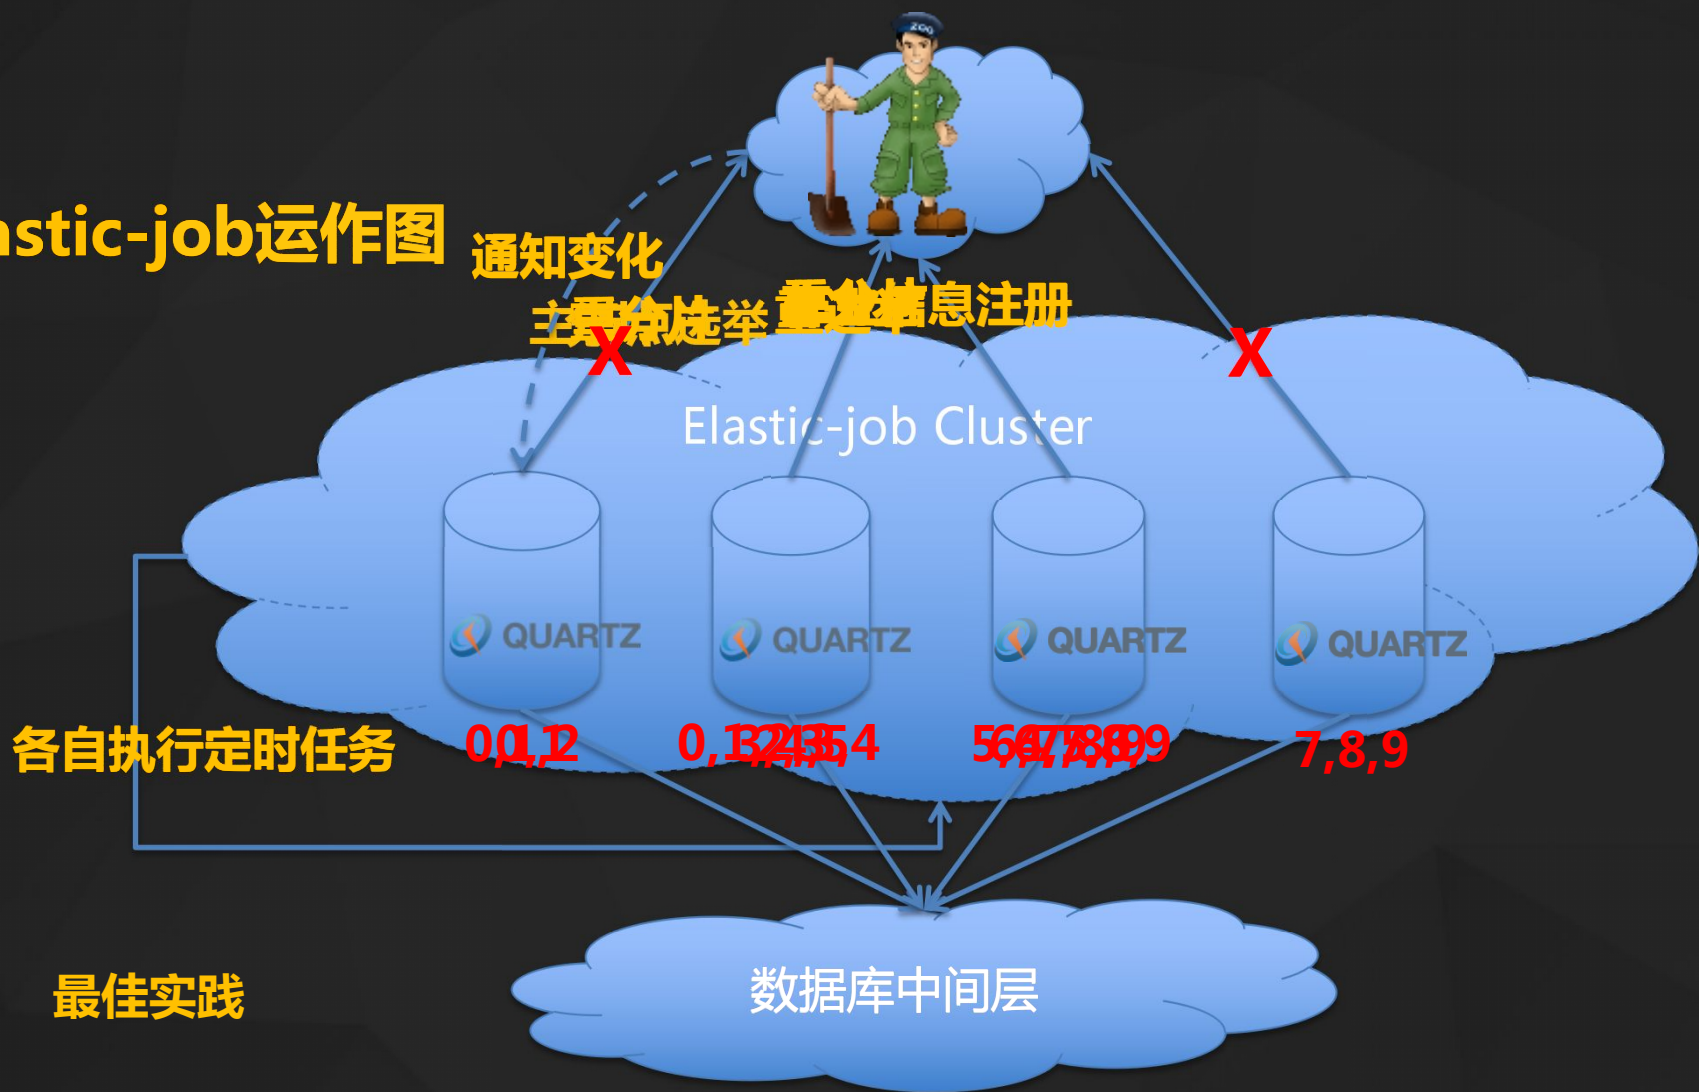 ZOO
astic-job运作图
通知变化
信息注册
X
X
Elastic-job Cluster
QUARTZ
QUARTZ
QUARTZ
QUARTZ
各自执行定时任务
7,8,9
数据库中间层
最佳实践